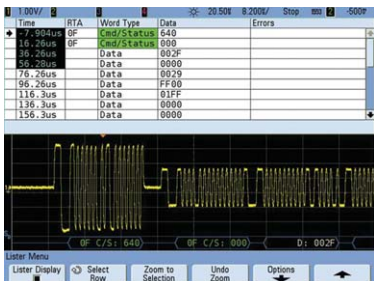 1 1.00V/ 2 3 4 20.50% 8.200%/ Stop 2 -500%
Time RTA Word Type Data Errors
-7.904us 0F Cmd/Status 640
16.26us 0F Cmd/Status 000
36.26us Data 002F
56.28us Data 0000
76.26us Data 0029
96.26us Data FF00
116.3us Data 01FF
136.3us Data 0000
156.3us Data 0000
0F C/S: 640 0F C/S: 000 D: 002F
Lister Menu
Lister Display Select Row Zoom to Selection Undo Zoom Options